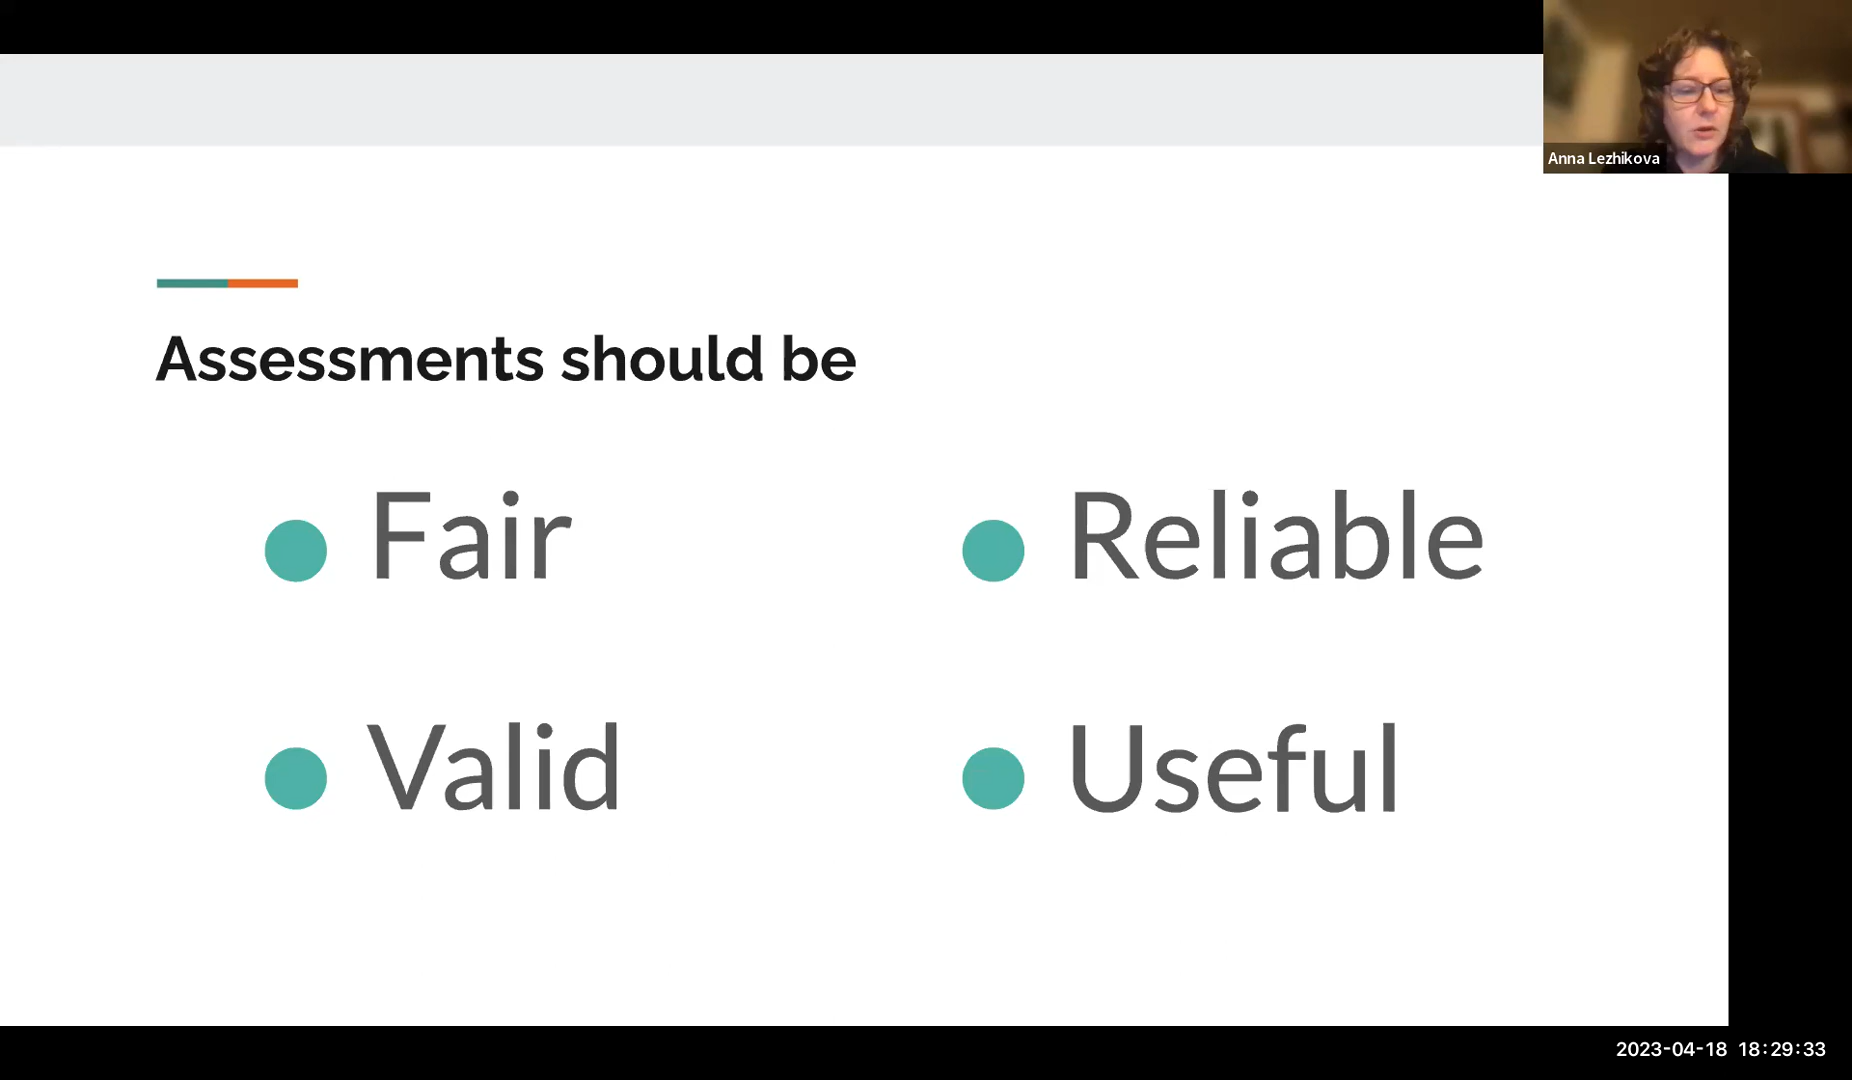 Anna Lezhikova
Assessments should be
Fair
Reliable
Valid
Useful
2023-04-18 18:29:33